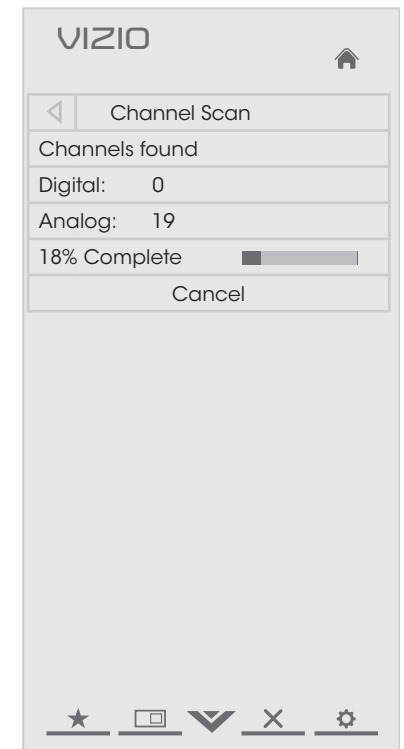 VIZIO
Channel Scan
Channels found
Digital: 0
Analog: 19
18% Complete
Cancel